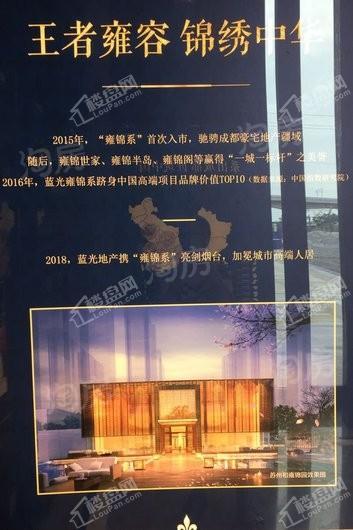 王者雍容 锦绣中华
2015年，“雍锦系”首次入市，驰骋成都豪宅地产疆域
随后，雍锦世家、雍锦半岛、雍锦阁等赢得“一城一标杆”之美誉
2016年，蓝光雍锦系跻身中国高端项目品牌价值TOP10（数据来源：中国指数研究院）
2018，蓝光地产携“雍锦系”亮剑烟台，加冕城市高端人居
苏州和雍锦园效果图
楼盘网
LouPan.com